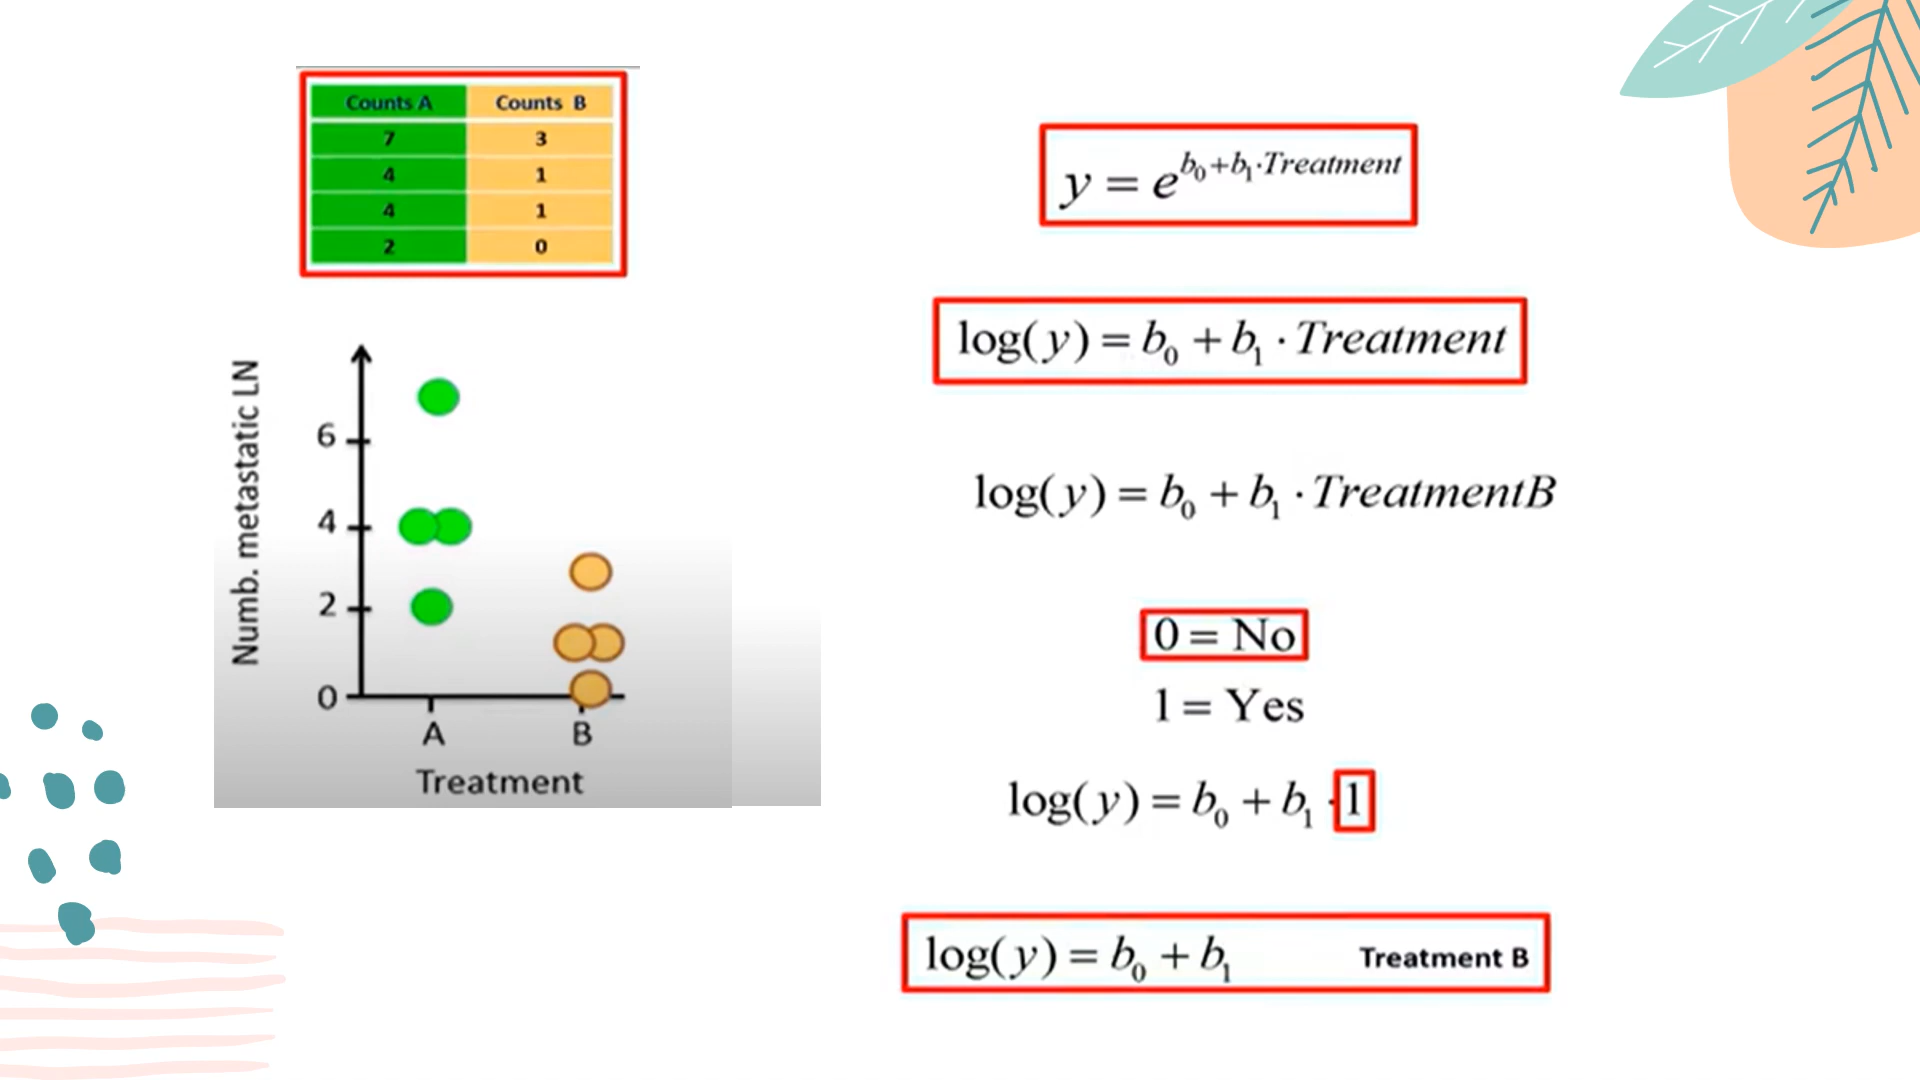 Counts A Counts B
7 3
4 1
4 1
2 0
Numb. metastatic LN
6
4
2
0
A B
Treatment
y = e^{b₀+b₁·Treatment}
log(y) = b₀ + b₁ · Treatment
log(y) = b₀ + b₁ · TreatmentB
0 = No
1 = Yes
log(y) = b₀ + b₁ · 1
log(y) = b₀ + b₁ Treatment B